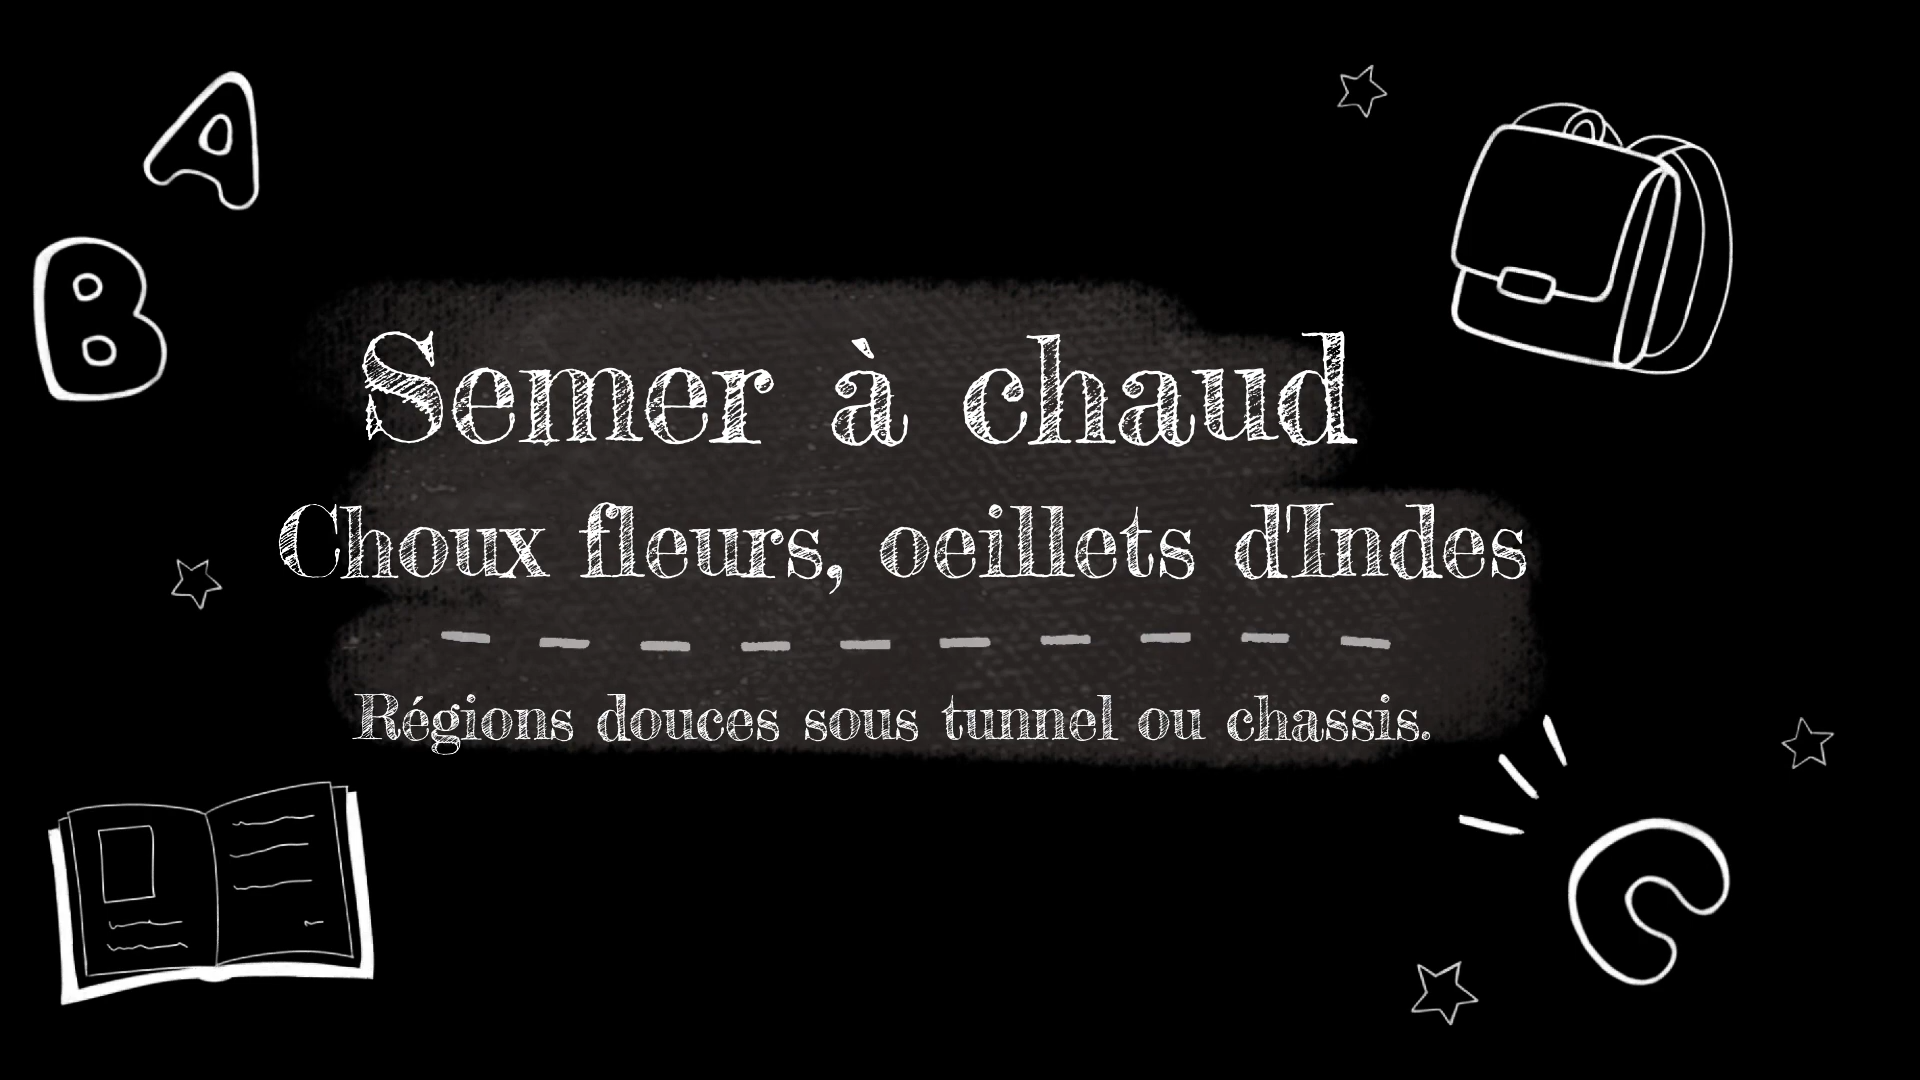 A
B
Semer à chaud
Choux fleurs, oeillets d'Indes
Régions douces sous tunnel ou chassis.
C